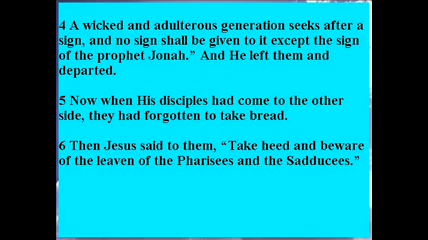 4 A wicked and adulterous generation seeks after a
sign, and no sign shall be given to it except the sign
of the prophet Jonah.” And He left them and
departed.
5 Now when His disciples had come to the other
side, they had forgotten to take bread.
6 Then Jesus said to them, “Take heed and beware
of the leaven of the Pharisees and the Sadducees.”